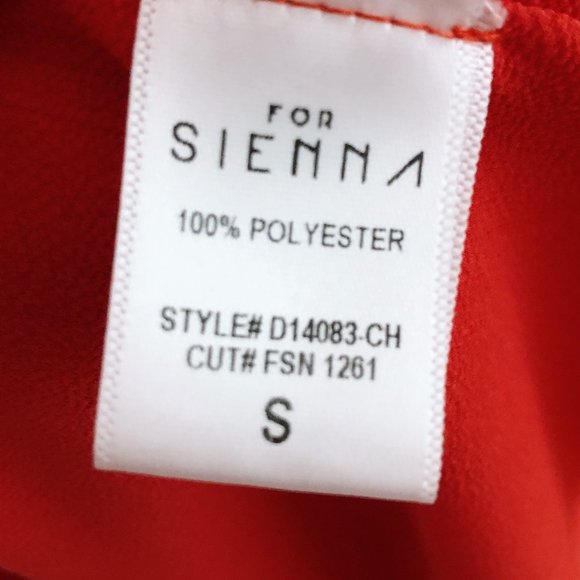 FOR
SIENNA
100% POLYESTER
STYLE# D14083-CH
CUT# FSN 1261
S